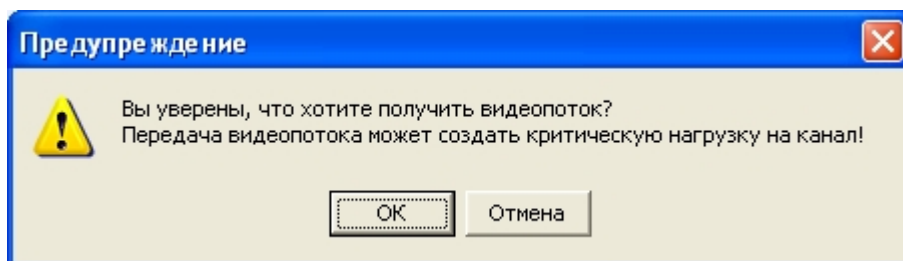 Предупреждение
Вы уверены, что хотите получить видеопоток?
Передача видеопотока может создать критическую нагрузку на канал!
OK
Отмена